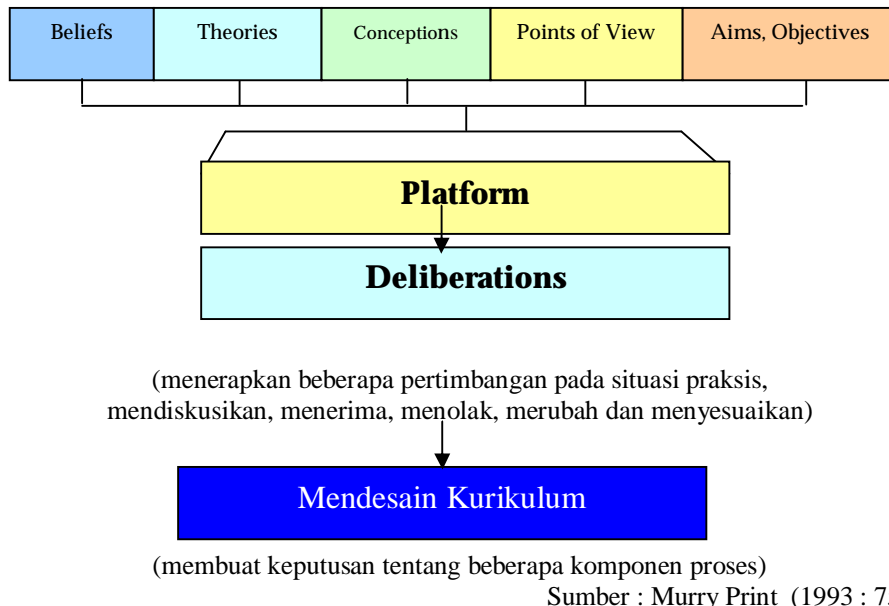 Beliefs Theories Conceptions Points of View Aims, Objectives
Platform
Deliberations
(menerapkan beberapa pertimbangan pada situasi praksis,
mendiskusikan, menerima, menolak, merubah dan menyesuaikan)
Mendesain Kurikulum
(membuat keputusan tentang beberapa komponen proses)
Sumber : Murry Print (1993 : 7